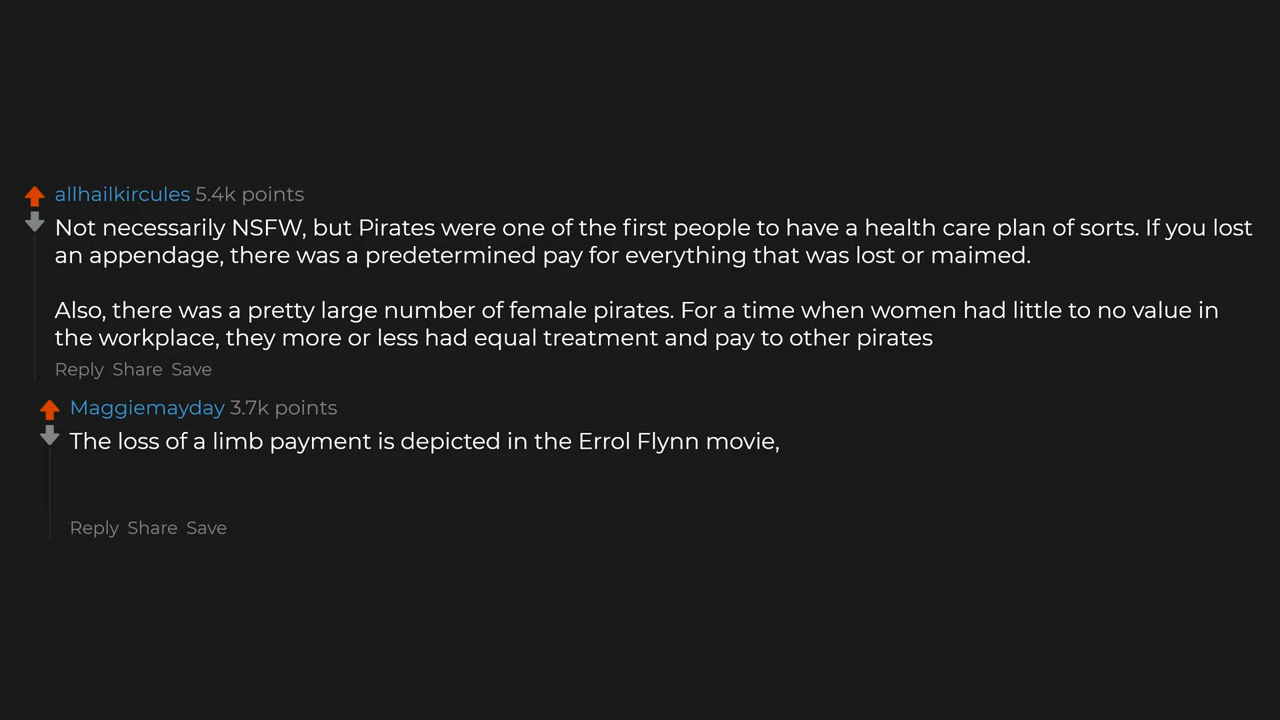 allhailkircules 5.4k points
Not necessarily NSFW, but Pirates were one of the first people to have a health care plan of sorts. If you lost
an appendage, there was a predetermined pay for everything that was lost or maimed.
Also, there was a pretty large number of female pirates. For a time when women had little to no value in
the workplace, they more or less had equal treatment and pay to other pirates
Reply Share Save
Maggiemayday 3.7k points
The loss of a limb payment is depicted in the Errol Flynn movie,
Reply Share Save